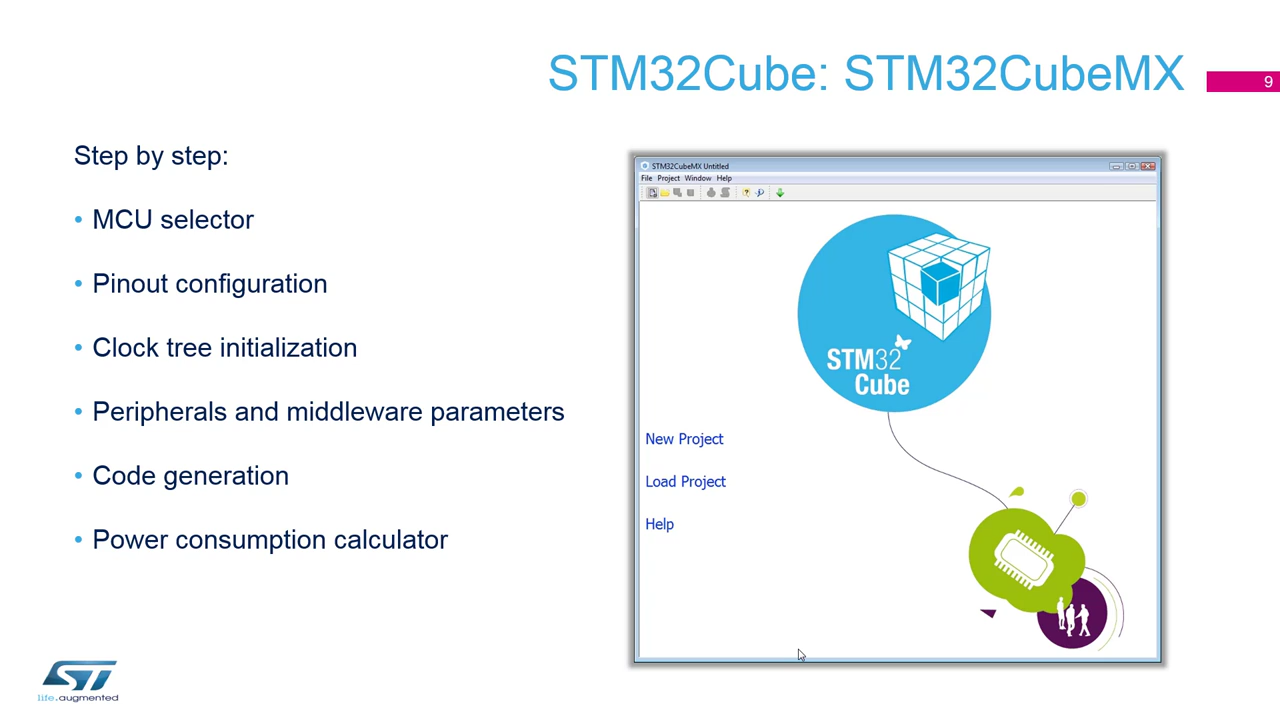 STM32Cube: STM32CubeMX
9
Step by step:
• MCU selector
• Pinout configuration
• Clock tree initialization
• Peripherals and middleware parameters
• Code generation
• Power consumption calculator
STM32CubeMX Untitled
File Project Window Help
STM32
Cube
New Project
Load Project
Help
ST
life.augmented